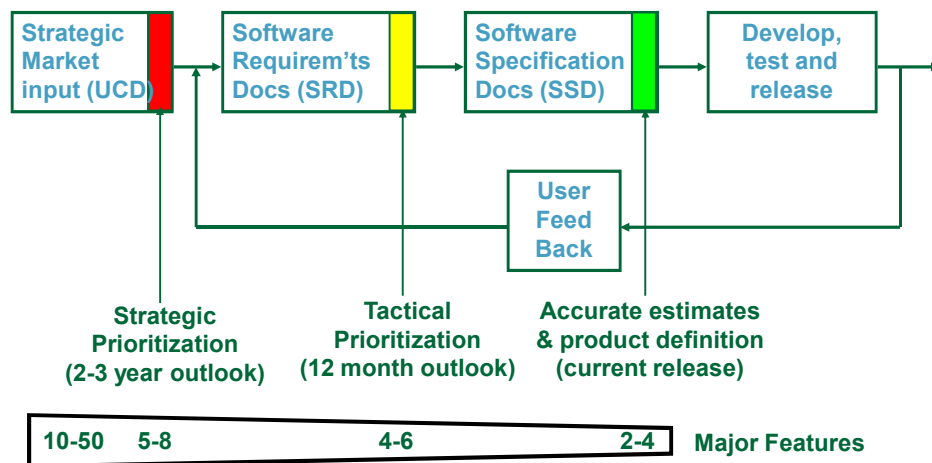 Strategic
Market
input (UCD)
Software
Requirem'ts
Docs (SRD)
Software
Specification
Docs (SSD)
Develop,
test and
release
User
Feed
Back
Strategic
Prioritization
(2-3 year outlook)
Tactical
Prioritization
(12 month outlook)
Accurate estimates
& product definition
(current release)
10-50 5-8 4-6 2-4 Major Features